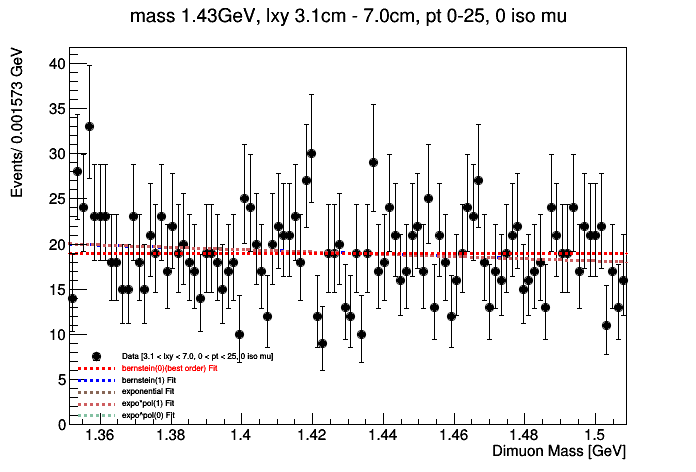 mass 1.43GeV, lxy 3.1cm - 7.0cm, pt 0-25, 0 iso mu
Events/ 0.001573 GeV
40
35
30
25
20
15
10
5
0
Data [3.1 < lxy < 7.0, 0 < pt < 25, 0 iso mu]
bernstein(0)(best order) Fit
bernstein(1) Fit
exponential Fit
expo*pol(1) Fit
expo*pol(0) Fit
1.36 1.38 1.4 1.42 1.44 1.46 1.48 1.5
Dimuon Mass [GeV]